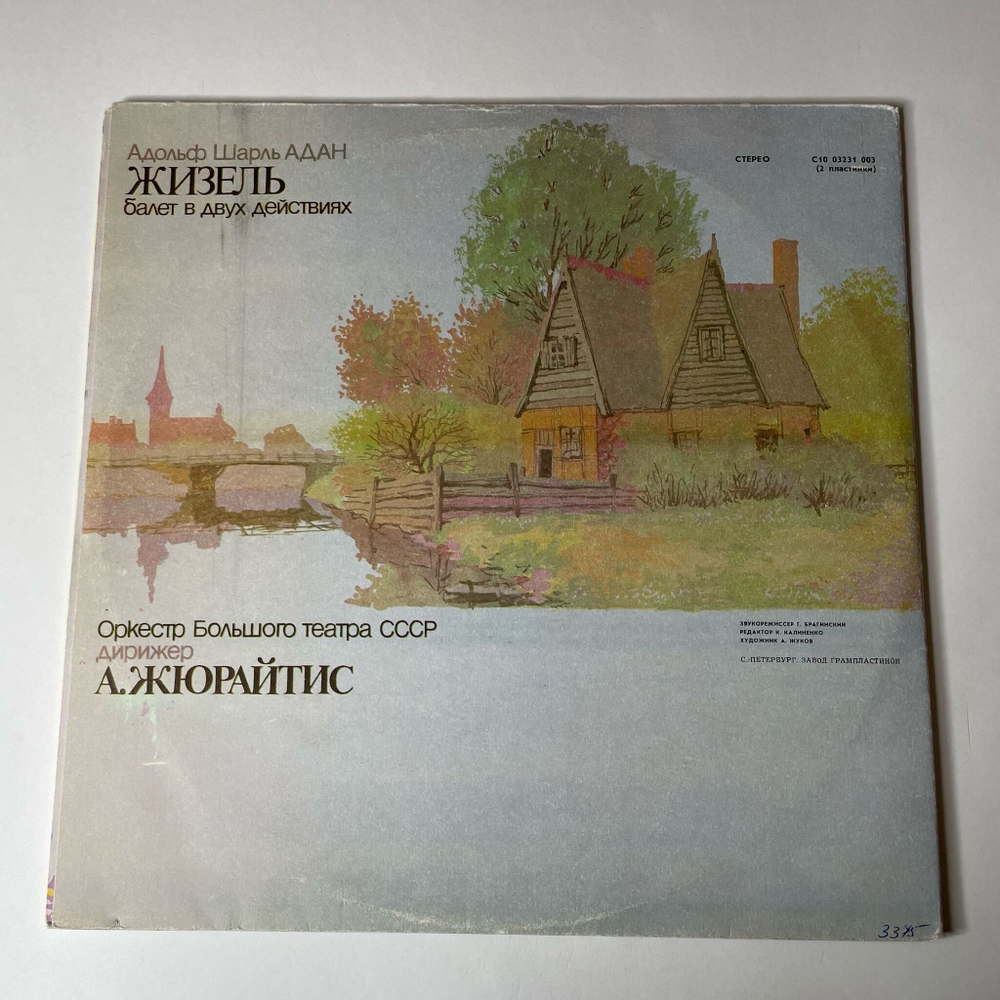 Адольф Шарль АДАН
ЖИЗЕЛЬ
балет в двух действиях
СТЕРЕО
С10 03231 003
(2 пластинки)
Оркестр Большого театра СССР
дирижер
А. ЖЮРАЙТИС
ЗВУКОРЕЖИССЕР Г. БРАГИНСКИЙ
РЕДАКТОР К. КАЛИНЕНКО
ХУДОЖНИК А. ЖУКОВ
С.-ПЕТЕРБУРГ. ЗАВОД ГРАМПЛАСТИНОК